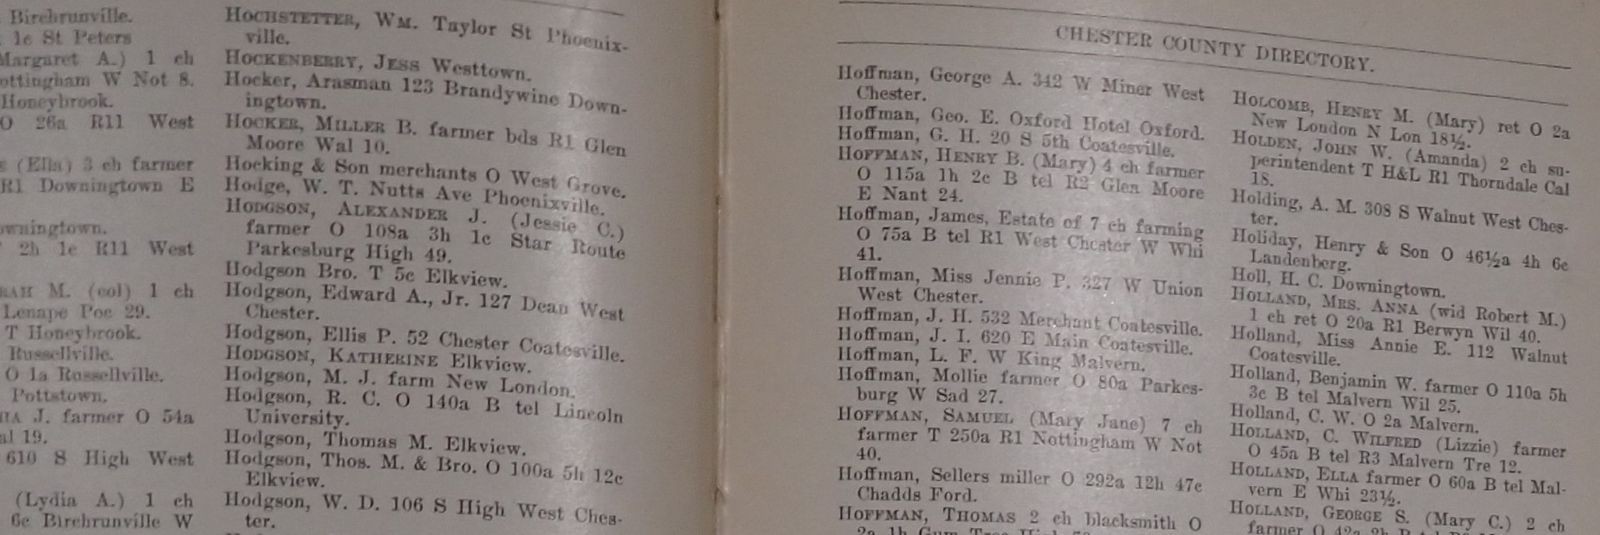 Birchrunville.
1c St Peters
Margaret A.) 1 ch
ottingham W Not 8.
Honeybrook.
O 26a R11 West
(Ella) 3 ch farmer
R1 Downingtown E
wningtown.
2h 1c R11 West
M. (col) 1 ch
Lenape Poc 29.
T Honeybrook.
Russellville.
O 1a Russellville.
Pottstown.
J. farmer O 54a
al 19.
610 S High West
(Lydia A.) 1 ch
6c Birchrunville W
HOCHSTETTER, WM. Taylor St Phoenix-
ville.
HOCKENBERRY, JESS Westtown.
Hocker, Arasman 123 Brandywine Down-
ingtown.
HOCKER, MILLER B. farmer bds R1 Glen
Moore Wal 10.
Hocking & Son merchants O West Grove.
Hodge, W. T. Nutts Ave Phoenixville.
HODGSON, ALEXANDER J. (Jessie C.)
farmer O 108a 3h 1c Star Route
Parkesburg High 49.
Hodgson Bro. T 5c Elkview.
Hodgson, Edward A., Jr. 127 Dean West
Chester.
Hodgson, Ellis P. 52 Chester Coatesville.
HODGSON, KATHERINE Elkview.
Hodgson, M. J. farm New London.
Hodgson, R. C. O 140a B tel Lincoln
University.
Hodgson, Thomas M. Elkview.
Hodgson, Thos. M. & Bro. O 100a 5h 12c
Elkview.
Hodgson, W. D. 106 S High West Ches-
ter.
CHESTER COUNTY DIRECTORY.
Hoffman, George A. 342 W Miner West
Chester.
Hoffman, Geo. E. Oxford Hotel Oxford.
Hoffman, G. H. 20 S 5th Coatesville.
HOFFMAN, HENRY B. (Mary) 4 ch farmer
O 115a 1h 2c B tel R2 Glen Moore
E Nant 24.
Hoffman, James, Estate of 7 ch farming
O 75a B tel R1 West Chester W Whi
41.
Hoffman, Miss Jennie P. 327 W Union
West Chester.
Hoffman, J. H. 532 Merchant Coatesville.
Hoffman, J. I. 620 E Main Coatesville.
Hoffman, L. F. W King Malvern.
Hoffman, Mollie farmer O 80a Parkes-
burg W Sad 27.
HOFFMAN, SAMUEL (Mary Jane) 7 ch
farmer T 250a R1 Nottingham W Not
40.
Hoffman, Sellers miller O 292a 12h 47c
Chadds Ford.
HOFFMAN, THOMAS 2 ch blacksmith O
2a 1h Gum Tree High
HOLCOMB, HENRY M. (Mary) ret O 2a
New London N Lon 18½.
HOLDEN, JOHN W. (Amanda) 2 ch su-
perintendent T H&L R1 Thorndale Cal
18.
Holding, A. M. 308 S Walnut West Ches-
ter.
Holiday, Henry & Son O 46½a 4h 6c
Landenberg.
Holl, H. C. Downingtown.
HOLLAND, MRS. ANNA (wid Robert M.)
1 ch ret O 20a R1 Berwyn Wil 40.
Holland, Miss Annie E. 112 Walnut
Coatesville.
Holland, Benjamin W. farmer O 110a 5h
3c B tel Malvern Wil 25.
Holland, C. W. O 2a Malvern.
HOLLAND, C. WILFRED (Lizzie) farmer
O 45a B tel R3 Malvern Tre 12.
HOLLAND, ELLA farmer O 60a B tel Mal-
vern E Whi 23½.
HOLLAND, GEORGE S. (Mary C.) 2 ch
farmer O